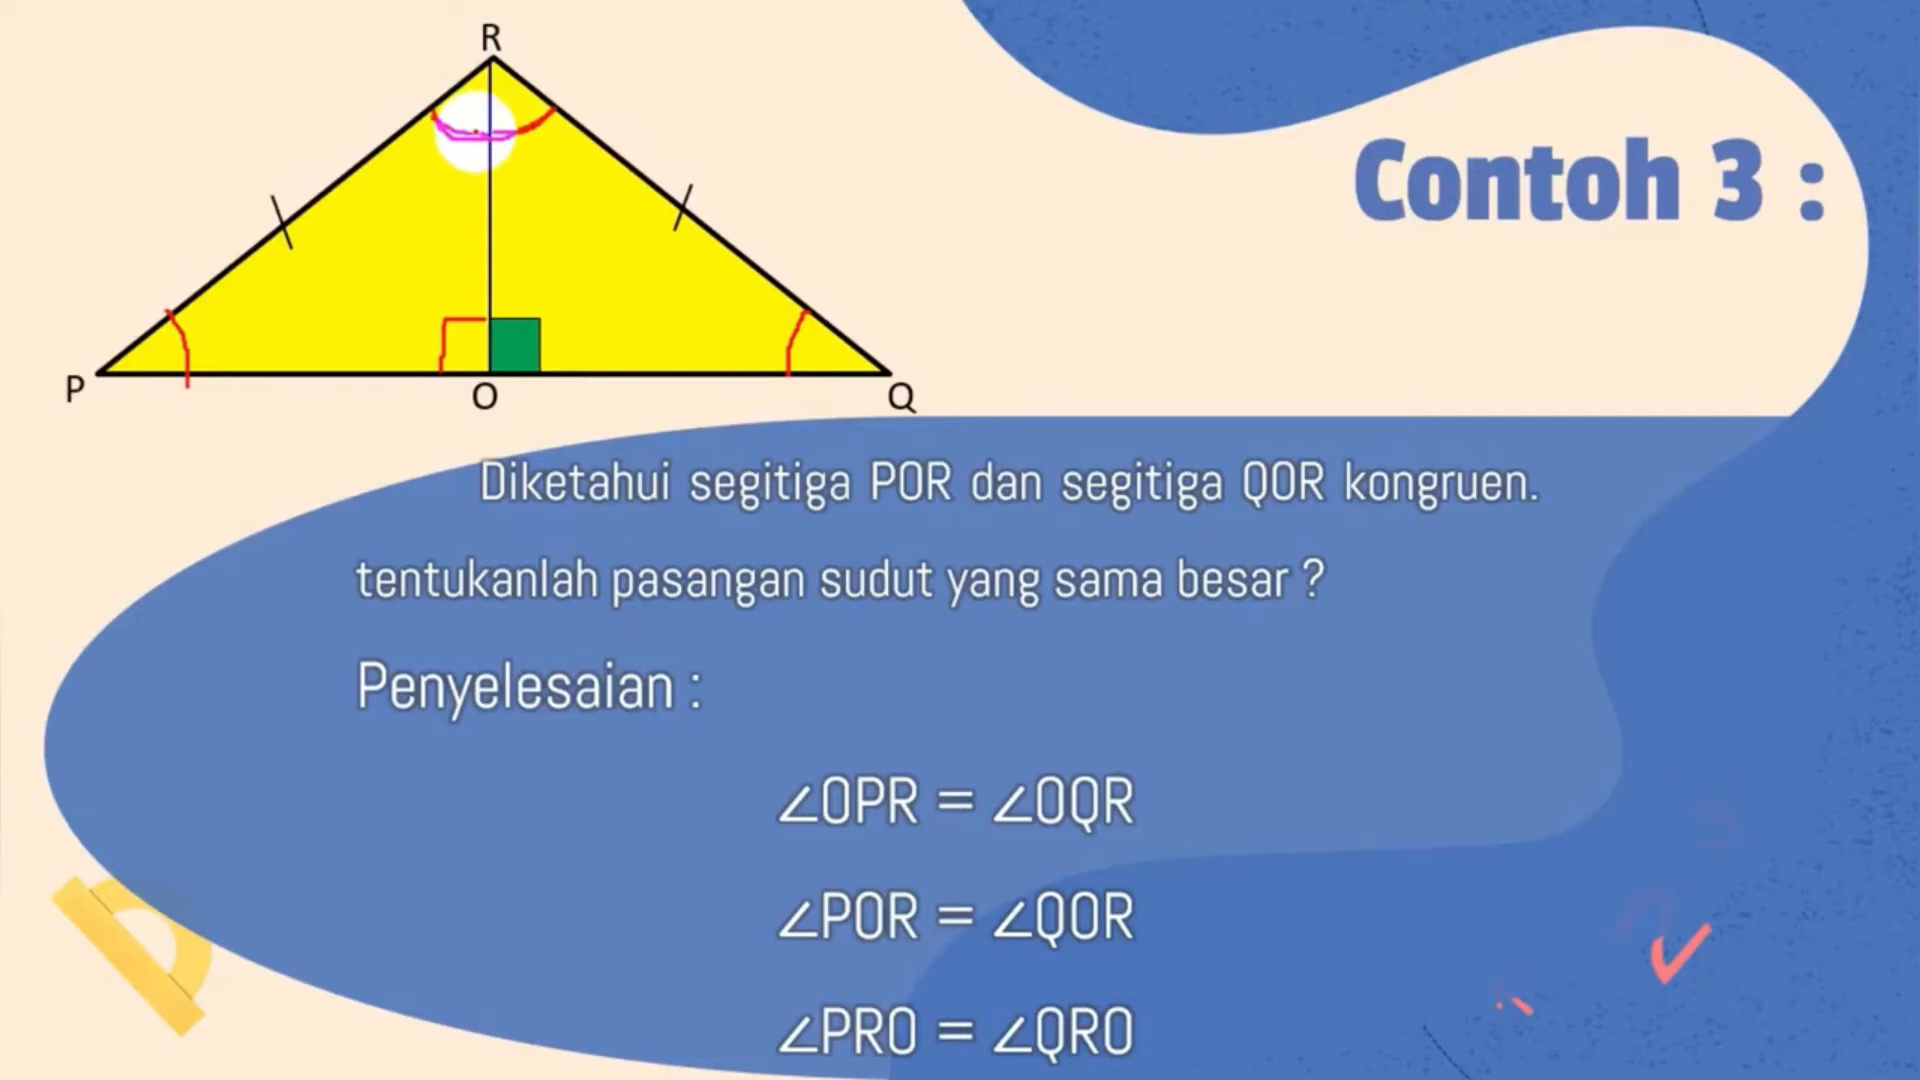 R
Contoh 3 :
P
O
Q
Diketahui segitiga POR dan segitiga QOR kongruen.
tentukanlah pasangan sudut yang sama besar ?
Penyelesaian :
∠OPR = ∠OQR
∠POR = ∠QOR
∠PRO = ∠QRO